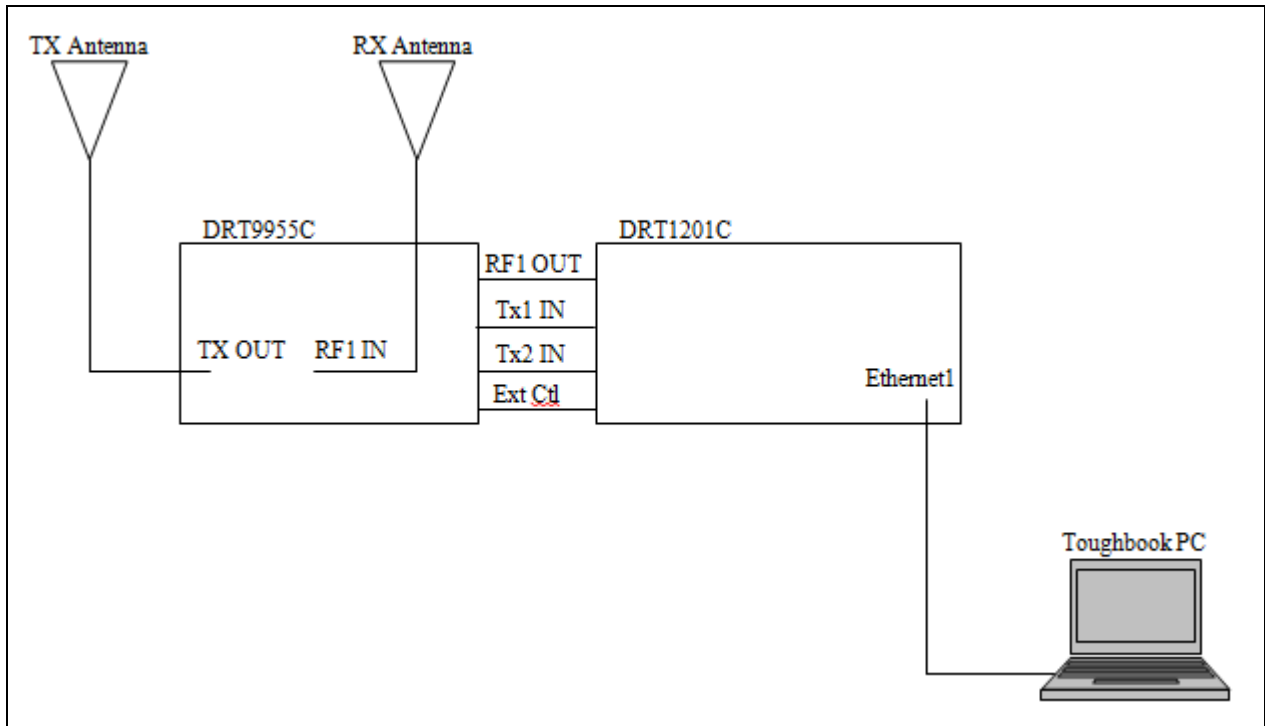 TX Antenna
RX Antenna
DRT9955C
DRT1201C
RF1 OUT
Tx1 IN
TX OUT
RF1 IN
Tx2 IN
Ext Ctl
Ethernet1
Toughbook PC